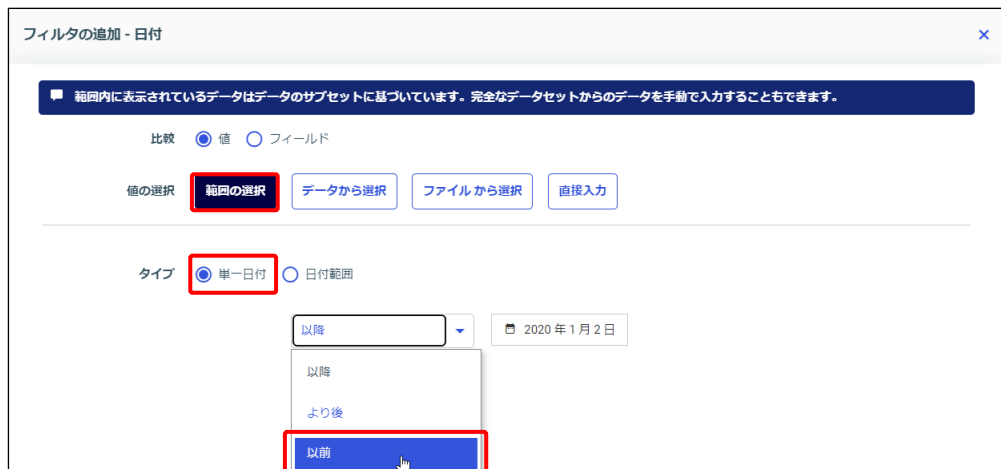 フィルタの追加 - 日付
範囲内に表示されているデータはデータのサブセットに基づいています。完全なデータセットからのデータを手動で入力することもできます。
比較 値 フィールド
値の選択 範囲の選択 データから選択 ファイル から選択 直接入力
タイプ 単一日付 日付範囲
以降 2020 年 1 月 2 日
以降
より後
以前